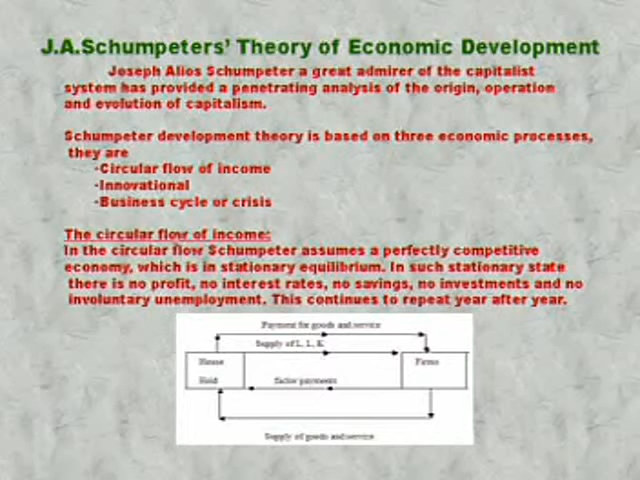 J.A.Schumpeters' Theory of Economic Development
Joseph Alios Schumpeter a great admirer of the capitalist
system has provided a penetrating analysis of the origin, operation
and evolution of capitalism.
Schumpeter development theory is based on three economic processes,
they are
-Circular flow of income
-Innovational
-Business cycle or crisis
The circular flow of income:
In the circular flow Schumpeter assumes a perfectly competitive
economy, which is in stationary equilibrium. In such stationary state
there is no profit, no interest rates, no savings, no investments and no
involuntary unemployment. This continues to repeat year after year.
Payment for goods and service
Supply of L, L, K
House
Hold
Firms
factor payments
Supply of goods and service